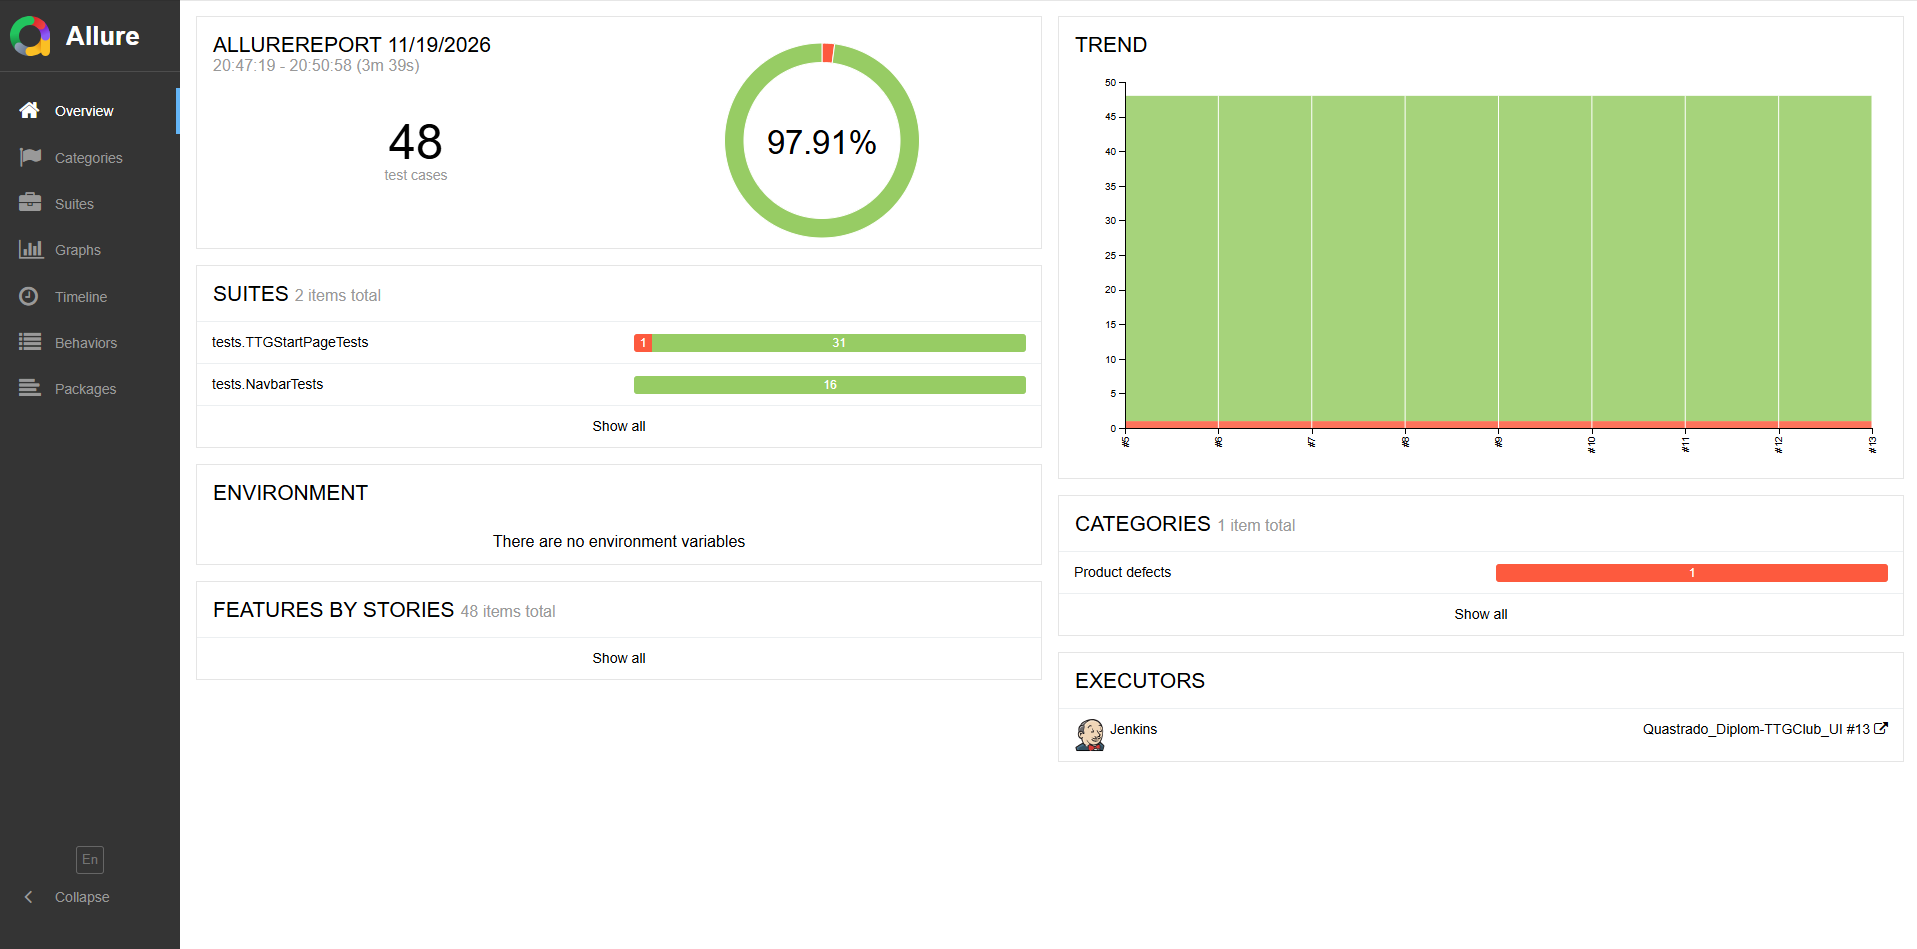 Allure
Overview
Categories
Suites
Graphs
Timeline
Behaviors
Packages
En
Collapse
ALLUREREPORT 11/19/2026
20:47:19 - 20:50:58 (3m 39s)
48
test cases
97.91%
SUITES 2 items total
tests.TTGStartPageTests
1
31
tests.NavbarTests
16
Show all
ENVIRONMENT
There are no environment variables
FEATURES BY STORIES 48 items total
Show all
TREND
50
45
40
35
30
25
20
15
10
5
0
#5
#6
#7
#8
#9
#10
#11
#12
#13
CATEGORIES 1 item total
Product defects
1
Show all
EXECUTORS
Jenkins
Quastrado_Diplom-TTGClub_UI #13